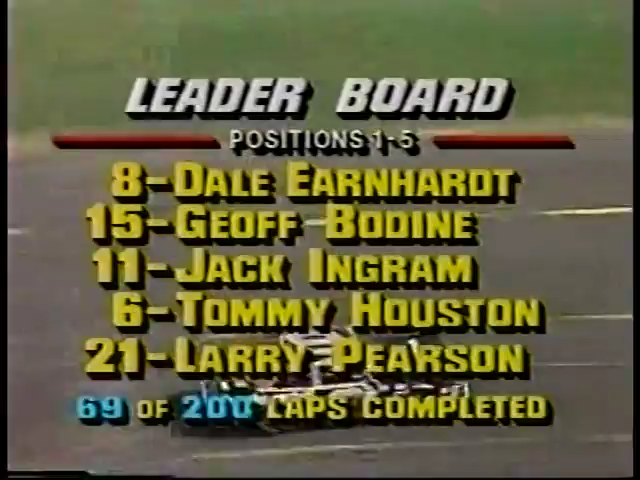 LEADER BOARD
POSITIONS 1-5
8-DALE EARNHARDT
15-GEOFF BODINE
11-JACK INGRAM
6-TOMMY HOUSTON
21-LARRY PEARSON
69 OF 200 LAPS COMPLETED